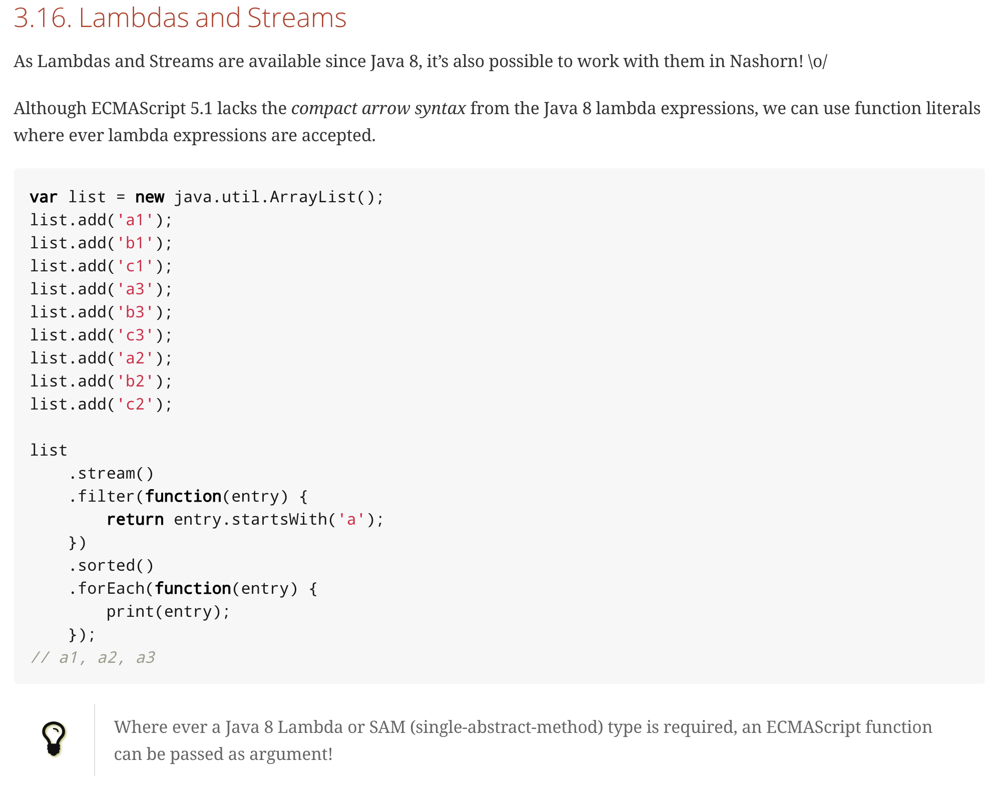 3.16. Lambdas and Streams
As Lambdas and Streams are available since Java 8, it’s also possible to work with them in Nashorn! \o/
Although ECMAScript 5.1 lacks the compact arrow syntax from the Java 8 lambda expressions, we can use function literals
where ever lambda expressions are accepted.
var list = new java.util.ArrayList();
list.add('a1');
list.add('b1');
list.add('c1');
list.add('a3');
list.add('b3');
list.add('c3');
list.add('a2');
list.add('b2');
list.add('c2');

list
    .stream()
    .filter(function(entry) {
        return entry.startsWith('a');
    })
    .sorted()
    .forEach(function(entry) {
        print(entry);
    });
// a1, a2, a3
Where ever a Java 8 Lambda or SAM (single-abstract-method) type is required, an ECMAScript function
can be passed as argument!